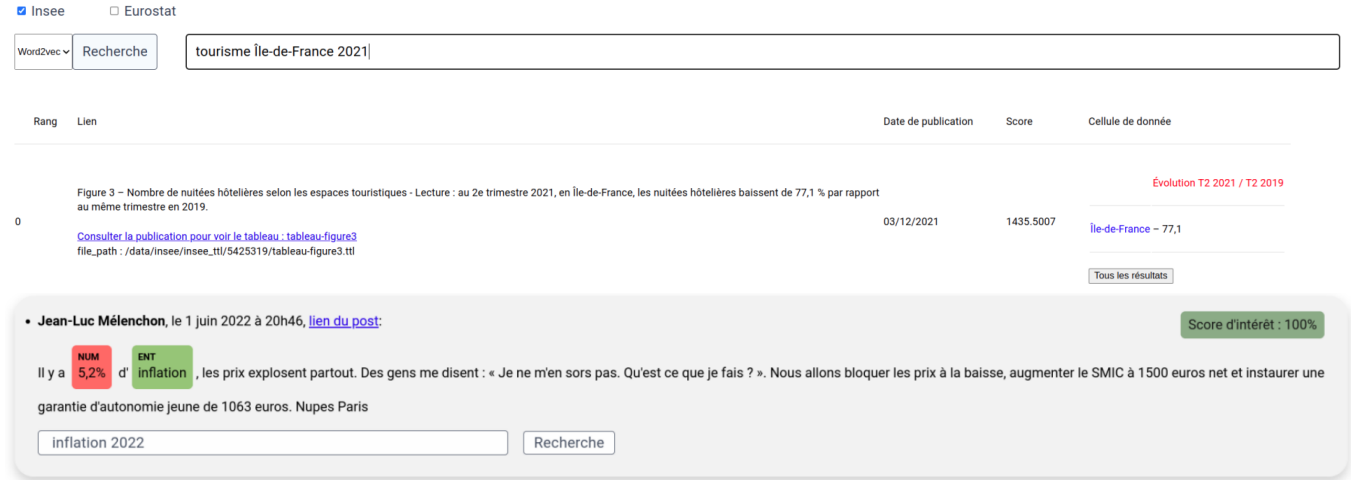 Insee Eurostat
Word2vec Recherche tourisme Île-de-France 2021
Rang Lien Date de publication Score Cellule de donnée
Évolution T2 2021 / T2 2019
Figure 3 – Nombre de nuitées hôtelières selon les espaces touristiques - Lecture : au 2e trimestre 2021, en Île-de-France, les nuitées hôtelières baissent de 77,1 % par rapport
au même trimestre en 2019.
0 03/12/2021 1435.5007
Île-de-France – 77,1
Consulter la publication pour voir le tableau : tableau-figure3
file_path : /data/insee/insee_ttl/5425319/tableau-figure3.ttl
Tous les résultats
• Jean-Luc Mélenchon, le 1 juin 2022 à 20h46, lien du post:
Score d'intérêt : 100%
NUM ENT
Il y a 5,2% d' inflation , les prix explosent partout. Des gens me disent : « Je ne m'en sors pas. Qu'est ce que je fais ? ». Nous allons bloquer les prix à la baisse, augmenter le SMIC à 1500 euros net et instaurer une
garantie d'autonomie jeune de 1063 euros. Nupes Paris
inflation 2022 Recherche